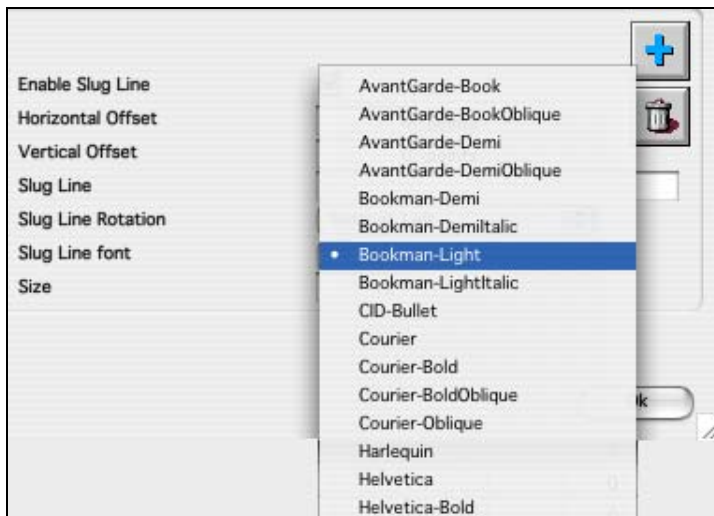 Enable Slug Line
Horizontal Offset
Vertical Offset
Slug Line
Slug Line Rotation
Slug Line font
Size
AvantGarde-Book
AvantGarde-BookOblique
AvantGarde-Demi
AvantGarde-DemiOblique
Bookman-Demi
Bookman-DemiItalic
• Bookman-Light
Bookman-LightItalic
CID-Bullet
Courier
Courier-Bold
Courier-BoldOblique
Courier-Oblique
Harlequin
Helvetica
Helvetica-Bold